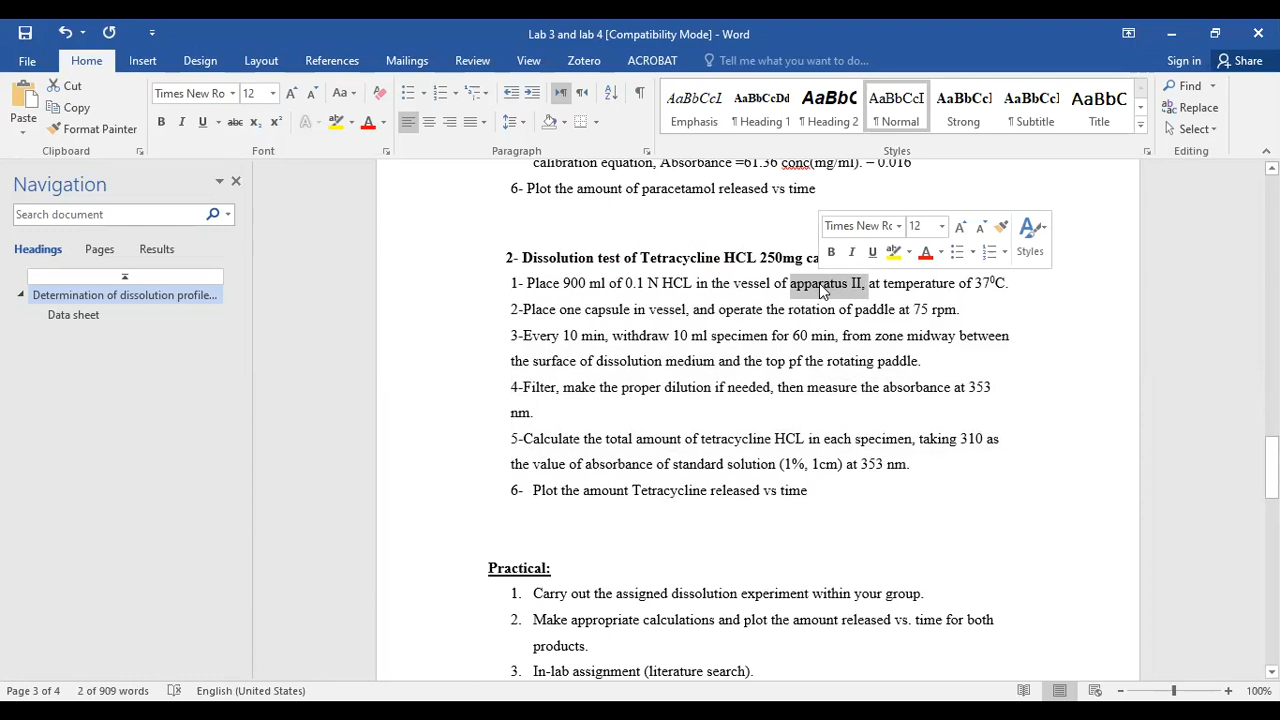 Lab 3 and lab 4 [Compatibility Mode] - Word
File Home Insert Design Layout References Mailings Review View Zotero ACROBAT Tell me what you want to do... Sign in Share
Paste
Cut
Copy
Format Painter
Times New Ro 12 Aa
B I U abc X₂ X² A A
AaBbCcI AaBbCcDd AaBbC AaBbCcI AaBbCcI AaBbCcI AaBbC
Emphasis ¶ Heading 1 ¶ Heading 2 ¶ Normal Strong ¶ Subtitle Title
Find
Replace
Select
Clipboard Font Paragraph Styles Editing
Navigation
Search document
Headings Pages Results
Determination of dissolution profile...
Data sheet
calibration equation, Absorbance =61.36 conc(mg/ml). – 0.016
6- Plot the amount of paracetamol released vs time
Times New Ro 12
B I U A Styles
2- Dissolution test of Tetracycline HCL 250mg ca
1- Place 900 ml of 0.1 N HCL in the vessel of apparatus II, at temperature of 37⁰C.
2-Place one capsule in vessel, and operate the rotation of paddle at 75 rpm.
3-Every 10 min, withdraw 10 ml specimen for 60 min, from zone midway between
the surface of dissolution medium and the top pf the rotating paddle.
4-Filter, make the proper dilution if needed, then measure the absorbance at 353
nm.
5-Calculate the total amount of tetracycline HCL in each specimen, taking 310 as
the value of absorbance of standard solution (1%, 1cm) at 353 nm.
6- Plot the amount Tetracycline released vs time
Practical:
1. Carry out the assigned dissolution experiment within your group.
2. Make appropriate calculations and plot the amount released vs. time for both
products.
3. In-lab assignment (literature search).
Page 3 of 4 2 of 909 words English (United States) 100%